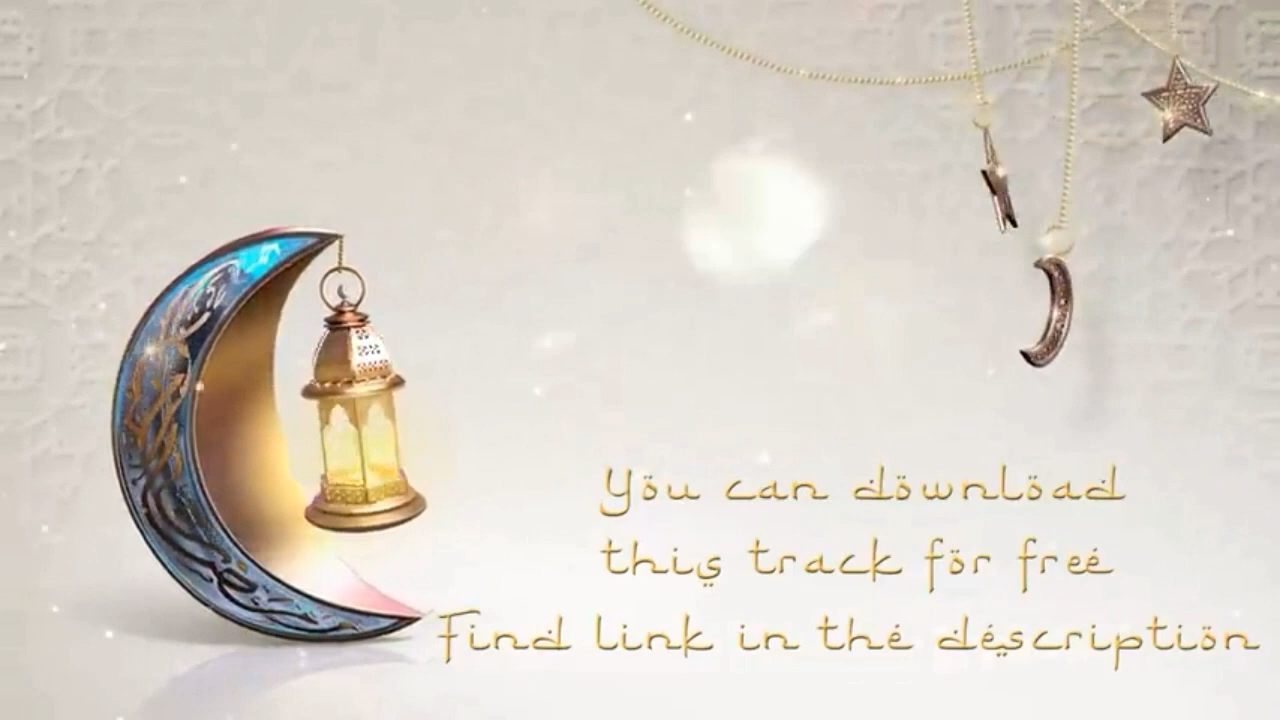 You can download
this track for free
Find link in the description